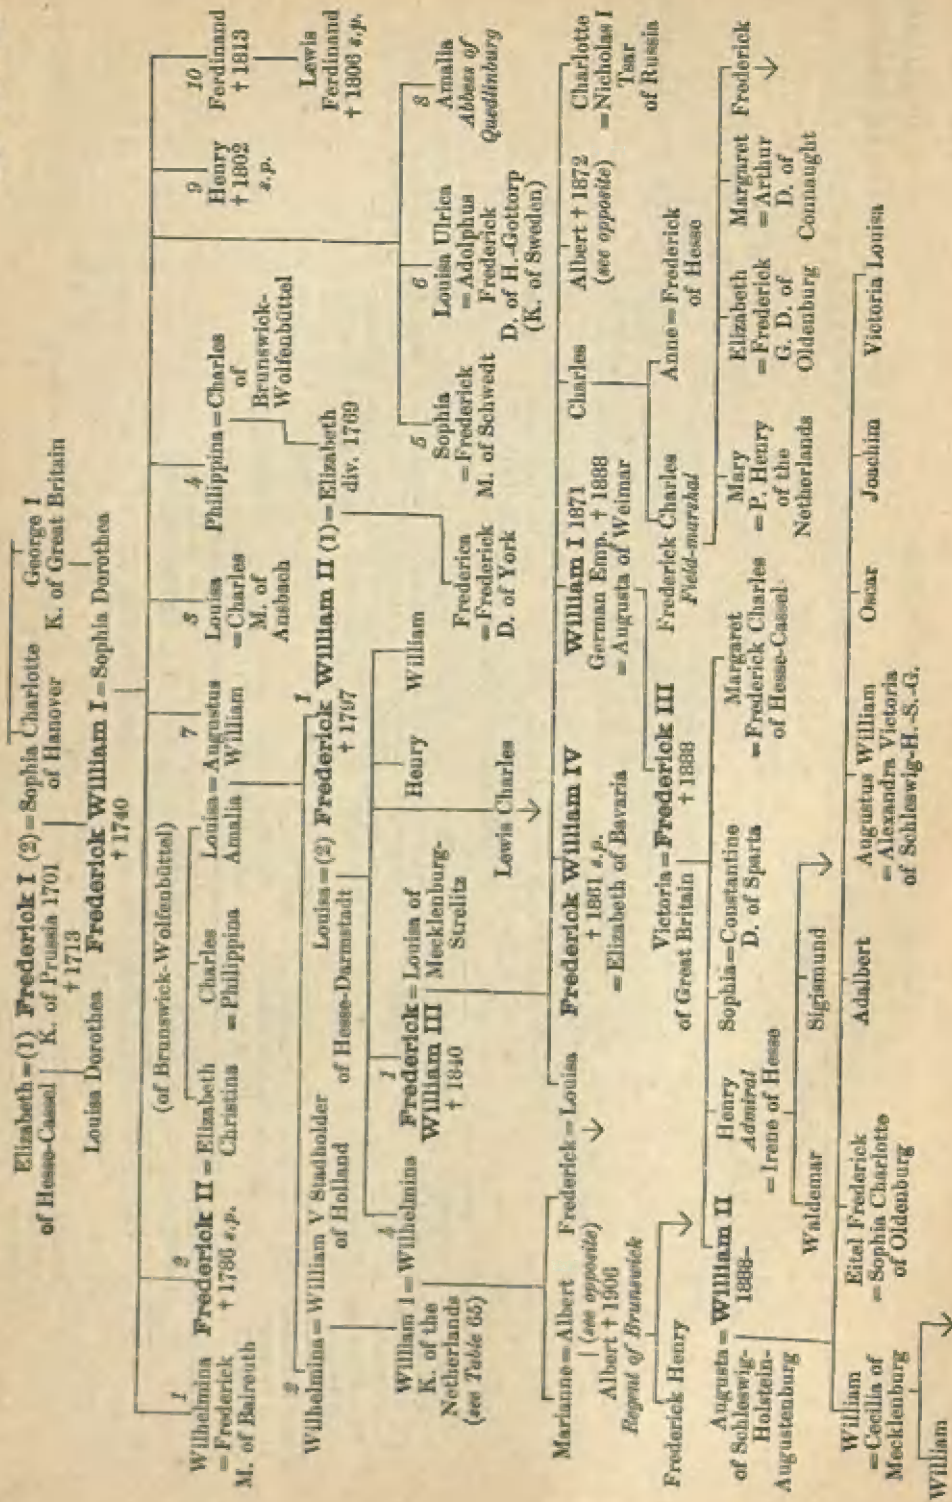 Elizabeth=(1) Frederick I (2)=Sophia Charlotte
of Hesse-Cassel
K. of Prussia 1701
† 1713
of Hanover
George I
K. of Great Britain
Louisa Dorothea
Frederick William I=Sophia Dorothea
† 1740
(of Brunswick-Wolfenbüttel)
1
Wilhelmina
=Frederick
M. of Baireuth
2
Frederick II=Elizabeth
† 1786 s.p.
Christina
Charles
=Philippina
7
Louisa=Augustus
Amalia
William
3
Louisa
=Charles
M. of
Ansbach
4
Philippina=Charles
of
Brunswick-
Wolfenbüttel
9
Henry
† 1802
s.p.
10
Ferdinand
† 1813
Lewis
Ferdinand
† 1806 s.p.
2
Wilhelmina=William V Stadholder
of Holland
1
Louisa=(2) Frederick William II (1)=Elizabeth
of Hesse-Darmstadt
† 1797
div. 1769
5
Sophia
=Frederick
M. of Schwedt
6
Louisa Ulrica
=Adolphus
Frederick
D. of H.-Gottorp
(K. of Sweden)
8
Amalia
Abbess of
Quedlinburg
4
William I=Wilhelmina
K. of the
Netherlands
(see Table 65)
1
Frederick=Louisa of
William III
† 1840
Mecklenburg-
Strelitz
Henry
William
Frederica
=Frederick
D. of York
Lewis Charles
Marianne=Albert
(see opposite)
Albert † 1906
Regent of Brunswick
Frederick=Louisa
Frederick William IV
† 1861 s.p.
=Elizabeth of Bavaria
William I 1871
German Emp. † 1888
=Augusta of Weimar
Charles
Albert † 1872
(see opposite)
Charlotte
=Nicholas I
Tsar
of Russia
Frederick Henry
Victoria=Frederick III
of Great Britain
† 1888
Frederick Charles
Field-marshal
Anne=Frederick
of Hesse
Augusta=William II
of Schleswig-
Holstein-
Augustenburg
1888-
Henry
Admiral
=Irene of Hesse
Sophia=Constantine
D. of Sparta
Margaret
=Frederick Charles
of Hesse-Cassel
Mary
=P. Henry
of the
Netherlands
Elizabeth
=Frederick
G. D. of
Oldenburg
Margaret
=Arthur
D. of
Connaught
Frederick
Waldemar
Sigismund
William
=Cecilia of
Mecklenburg
Eitel Frederick
=Sophia Charlotte
of Oldenburg
Adalbert
Augustus William
=Alexandra Victoria
of Schleswig-H.-S.-G.
Oscar
Joachim
Victoria Louisa
William